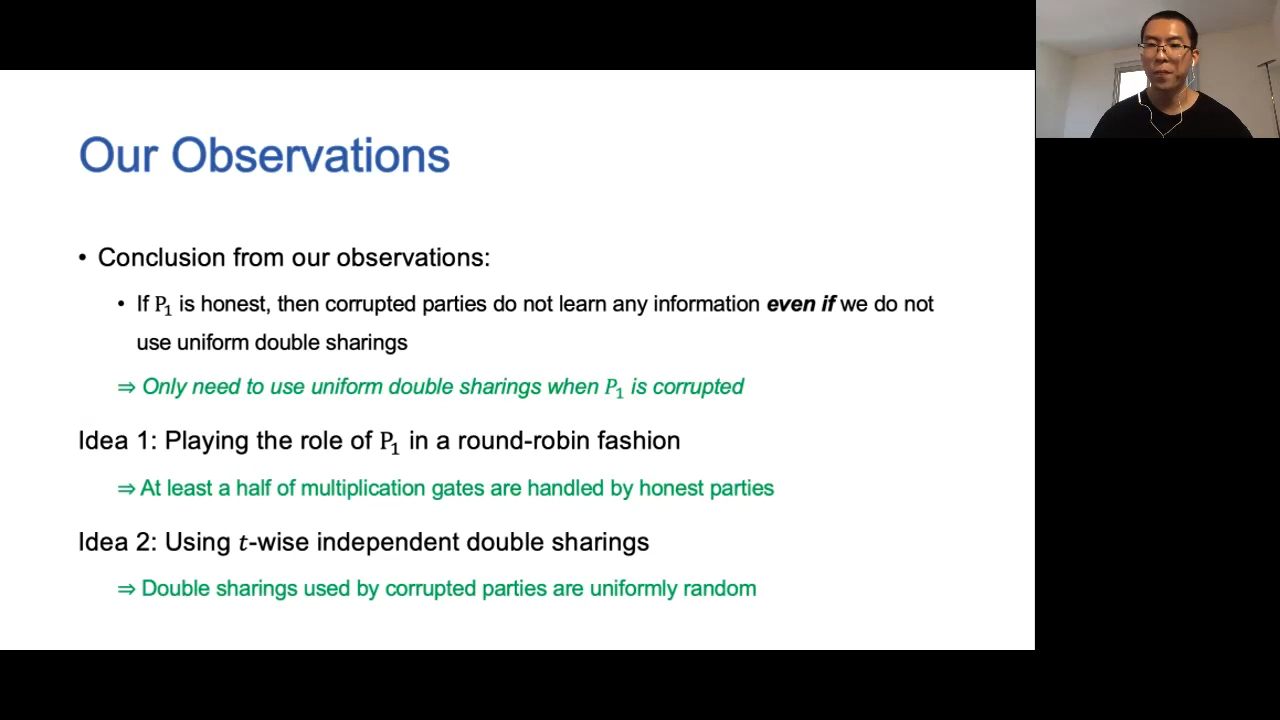 Our Observations
• Conclusion from our observations:
• If P₁ is honest, then corrupted parties do not learn any information even if we do not
use uniform double sharings
⇒ Only need to use uniform double sharings when P₁ is corrupted
Idea 1: Playing the role of P₁ in a round-robin fashion
⇒ At least a half of multiplication gates are handled by honest parties
Idea 2: Using t-wise independent double sharings
⇒ Double sharings used by corrupted parties are uniformly random